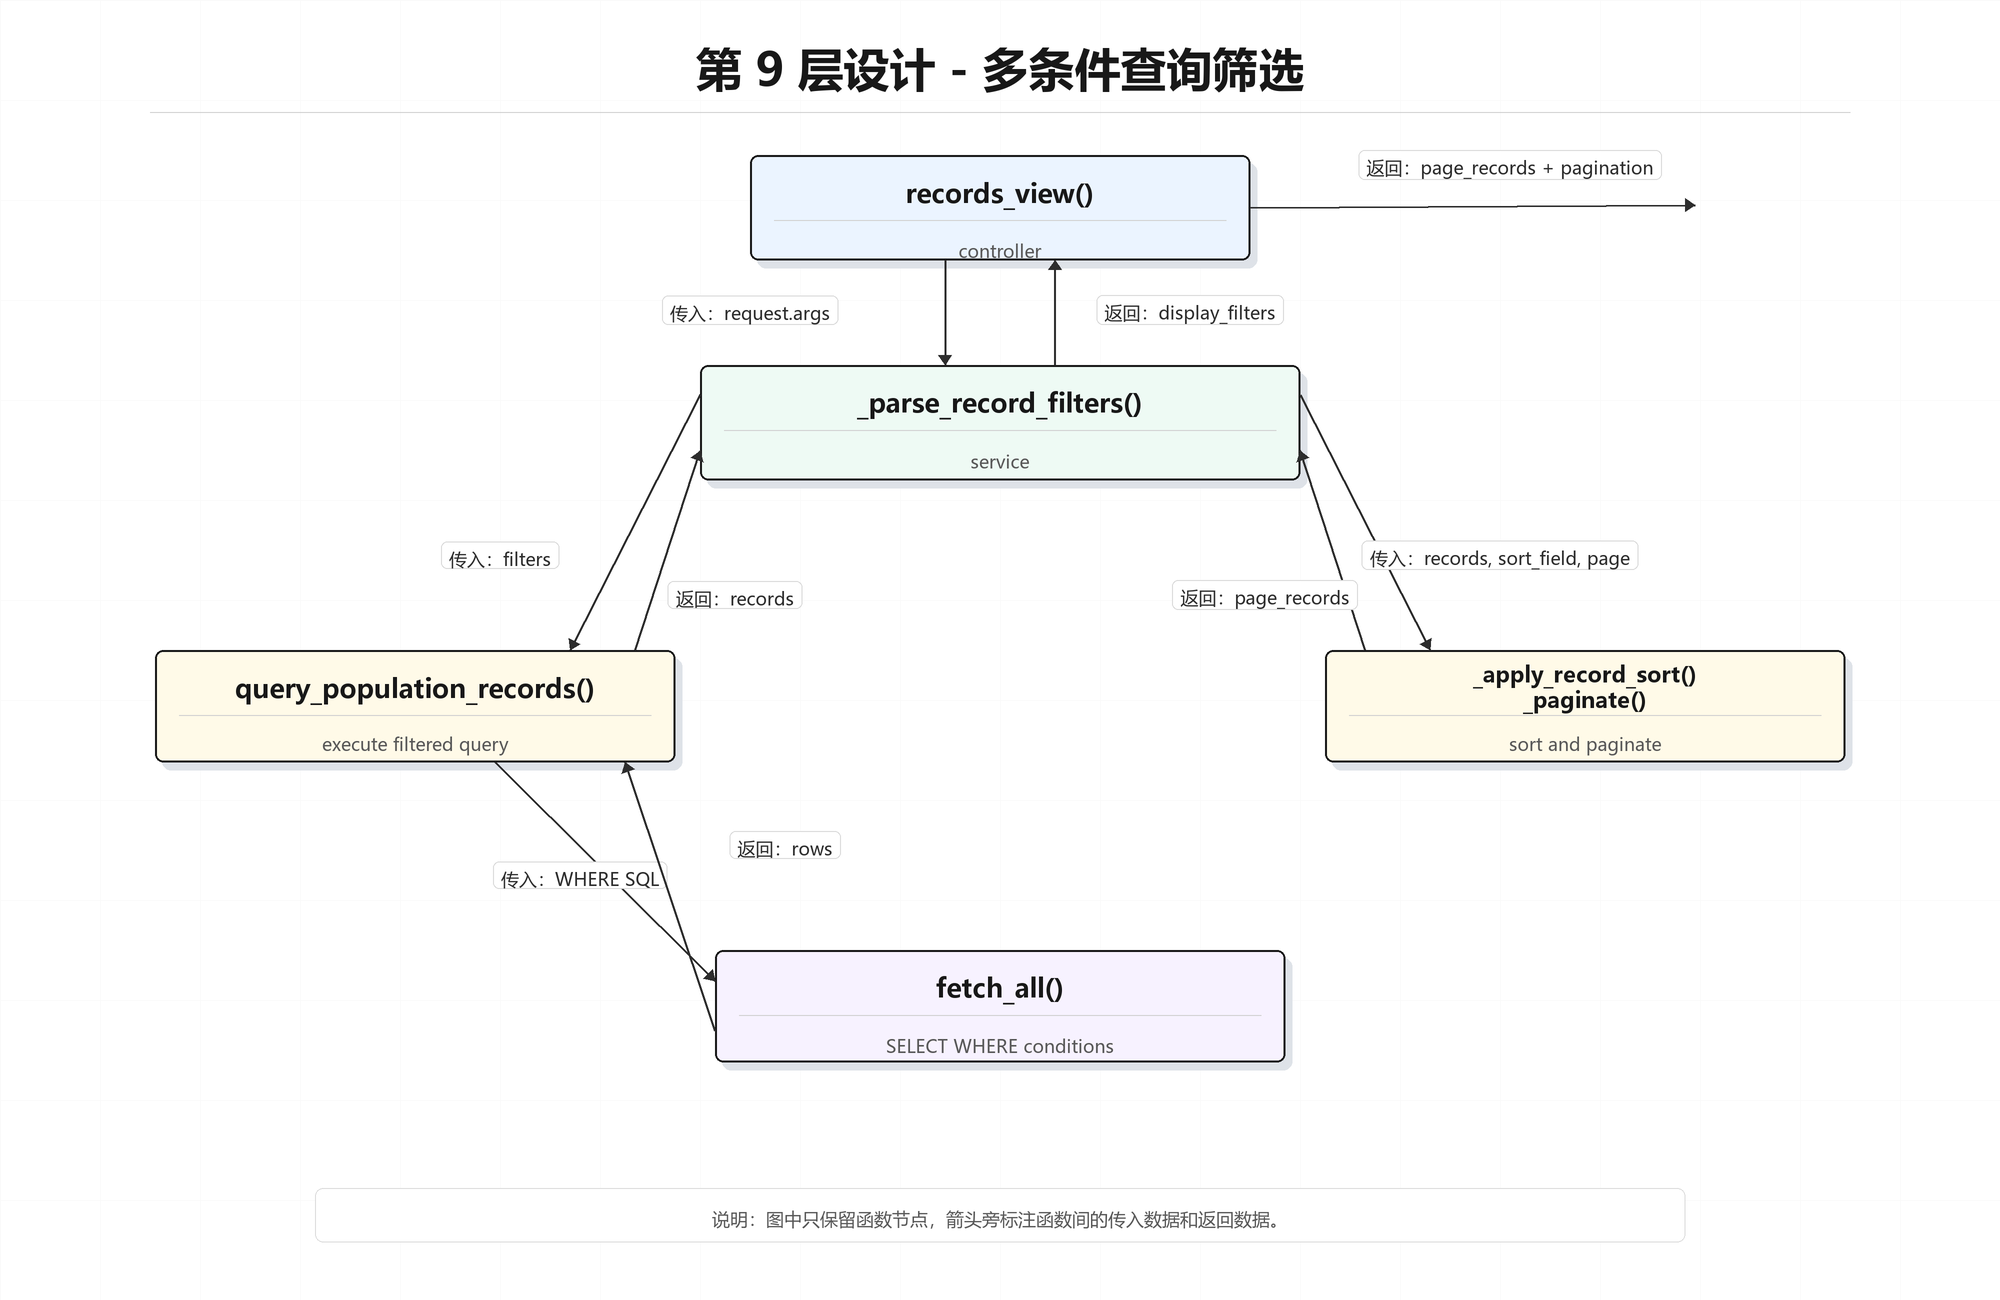 第 9 层设计 - 多条件查询筛选
records_view()
controller
返回：page_records + pagination
传入：request.args
返回：display_filters
_parse_record_filters()
service
传入：filters
返回：records
传入：records, sort_field, page
返回：page_records
query_population_records()
execute filtered query
_apply_record_sort()
_paginate()
sort and paginate
返回：rows
传入：WHERE SQL
fetch_all()
SELECT WHERE conditions
说明：图中只保留函数节点，箭头旁标注函数间的传入数据和返回数据。